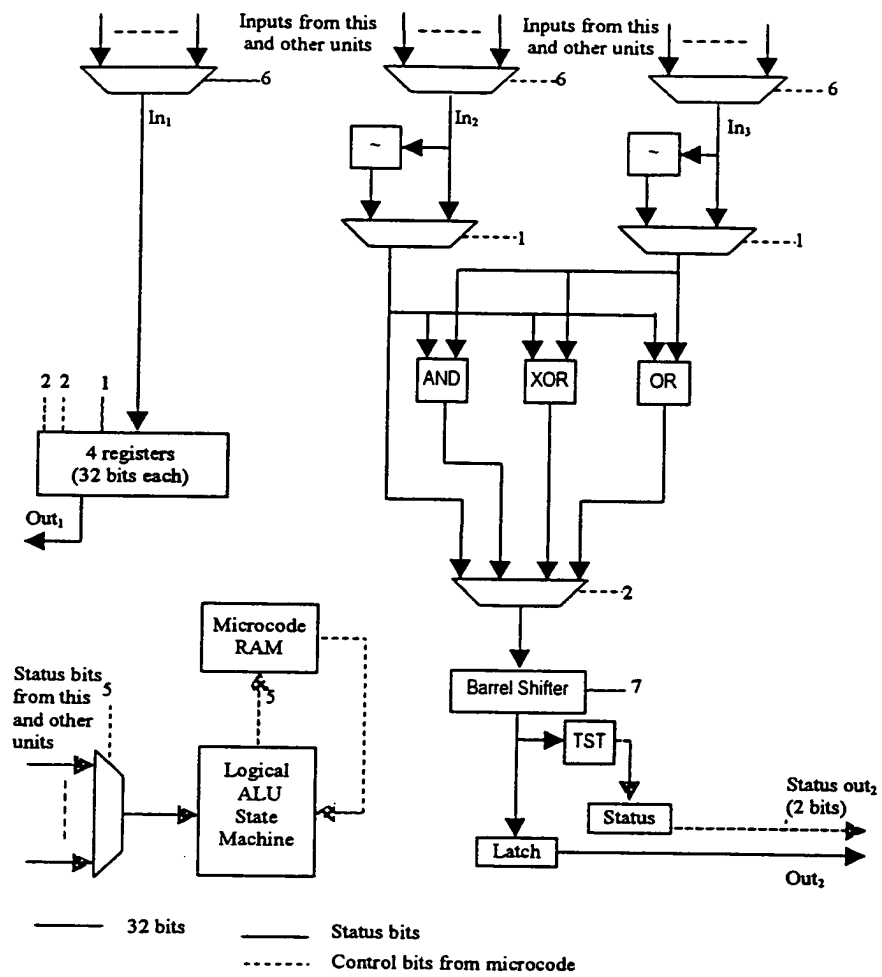 Inputs from this
and other units
Inputs from this
and other units
6
6
6
In₁
In₂
In₃
~
~
1
1
2 2 1
AND
XOR
OR
4 registers
(32 bits each)
Out₁
2
Microcode
RAM
Barrel Shifter
7
Status bits
from this
and other
units
5
5
TST
Logical
ALU
State
Machine
Status
Status out₂
(2 bits)
Latch
Out₂
32 bits
Status bits
Control bits from microcode